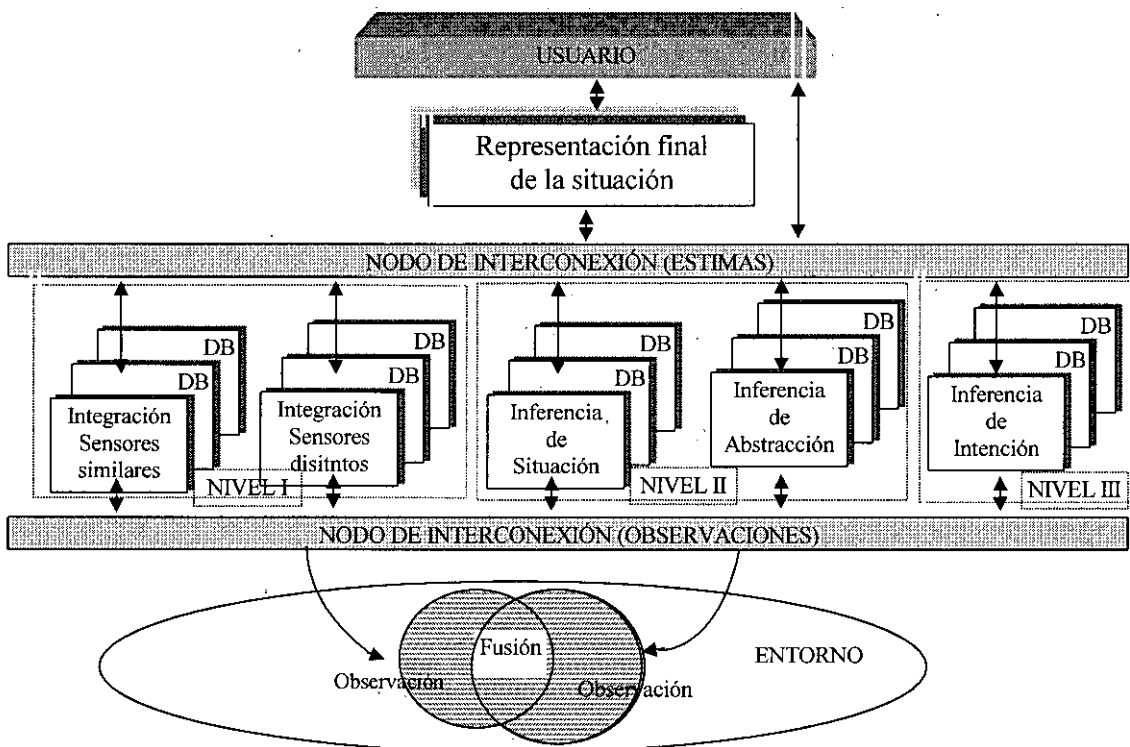 USUARIO
Representación final
de la situación
NODO DE INTERCONEXIÓN (ESTIMAS)
DB
DB
Integración
Sensores
similares
DB
DB
Integración
Sensores
disitntos
NIVEL I
DB
DB
Inferencia
de
Situación
DB
DB
Inferencia
de
Abstracción
NIVEL II
DB
DB
Inferencia
de
Intención
NIVEL III
NODO DE INTERCONEXIÓN (OBSERVACIONES)
Fusión
Observación
Observación
ENTORNO